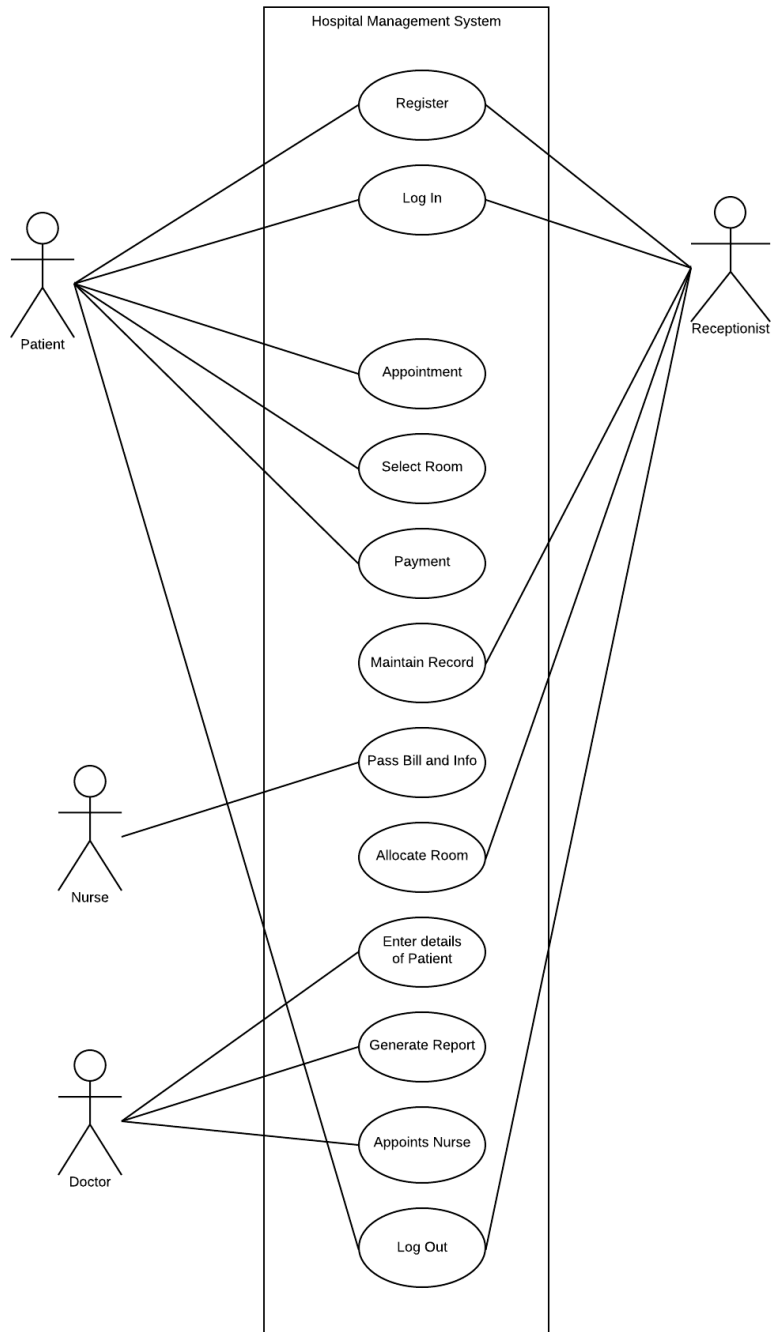 Hospital Management System
Register
Log In
Patient
Receptionist
Appointment
Select Room
Payment
Maintain Record
Pass Bill and Info
Nurse
Allocate Room
Enter details
of Patient
Generate Report
Appoints Nurse
Doctor
Log Out